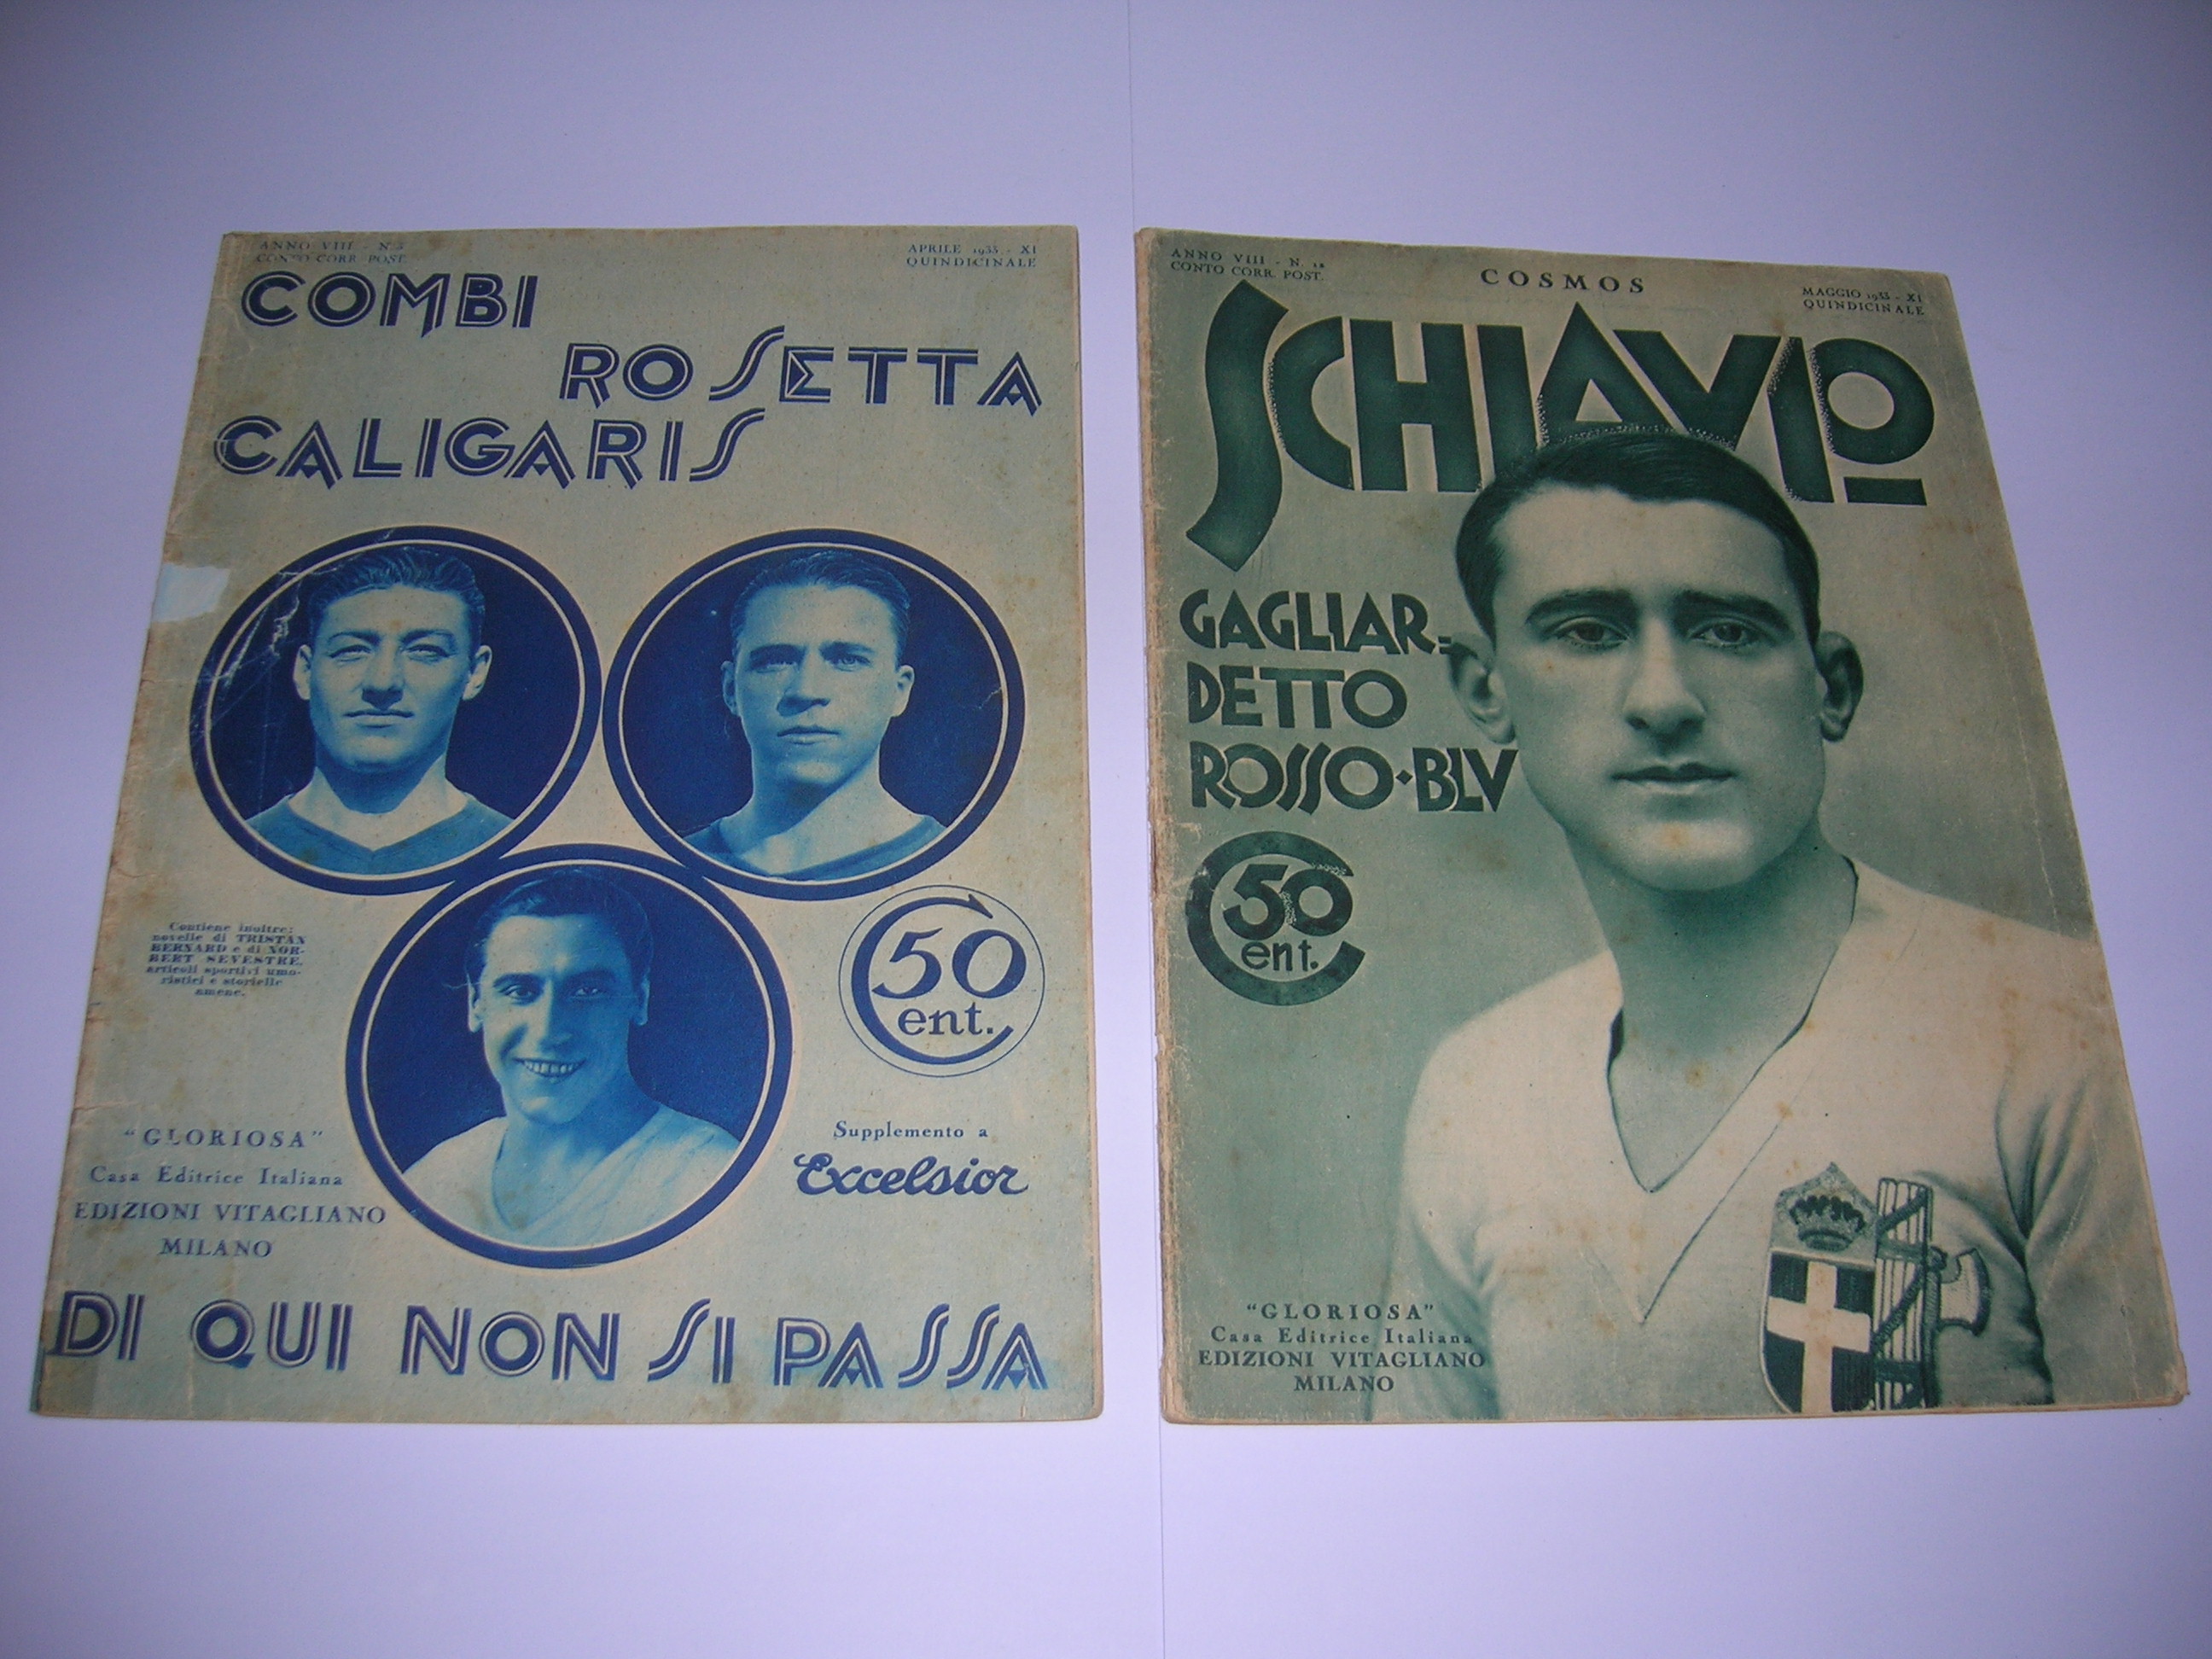 ANNO VIII - N. 3
CONTO CORR. POST.
APRILE 1933 - XI
QUINDICINALE
COMBI
ROSETTA
CALIGARIS
Contiene inoltre:
novelle di TRISTAN
BERNARD e di NOR-
BERT SEVESTRE,
articoli sportivi umo-
ristici e storielle
amene.
50
Cent.
"GLORIOSA"
Casa Editrice Italiana
EDIZIONI VITAGLIANO
MILANO
Supplemento a
Excelsior
DI QUI NON SI PASSA
ANNO VIII - N.
CONTO CORR. POST.
COSMOS
MAGGIO 1933 - XI
QUINDICINALE
SCHIAVIO
GAGLIAR=
DETTO
ROSSO·BLV
50
Cent.
"GLORIOSA"
Casa Editrice Italiana
EDIZIONI VITAGLIANO
MILANO